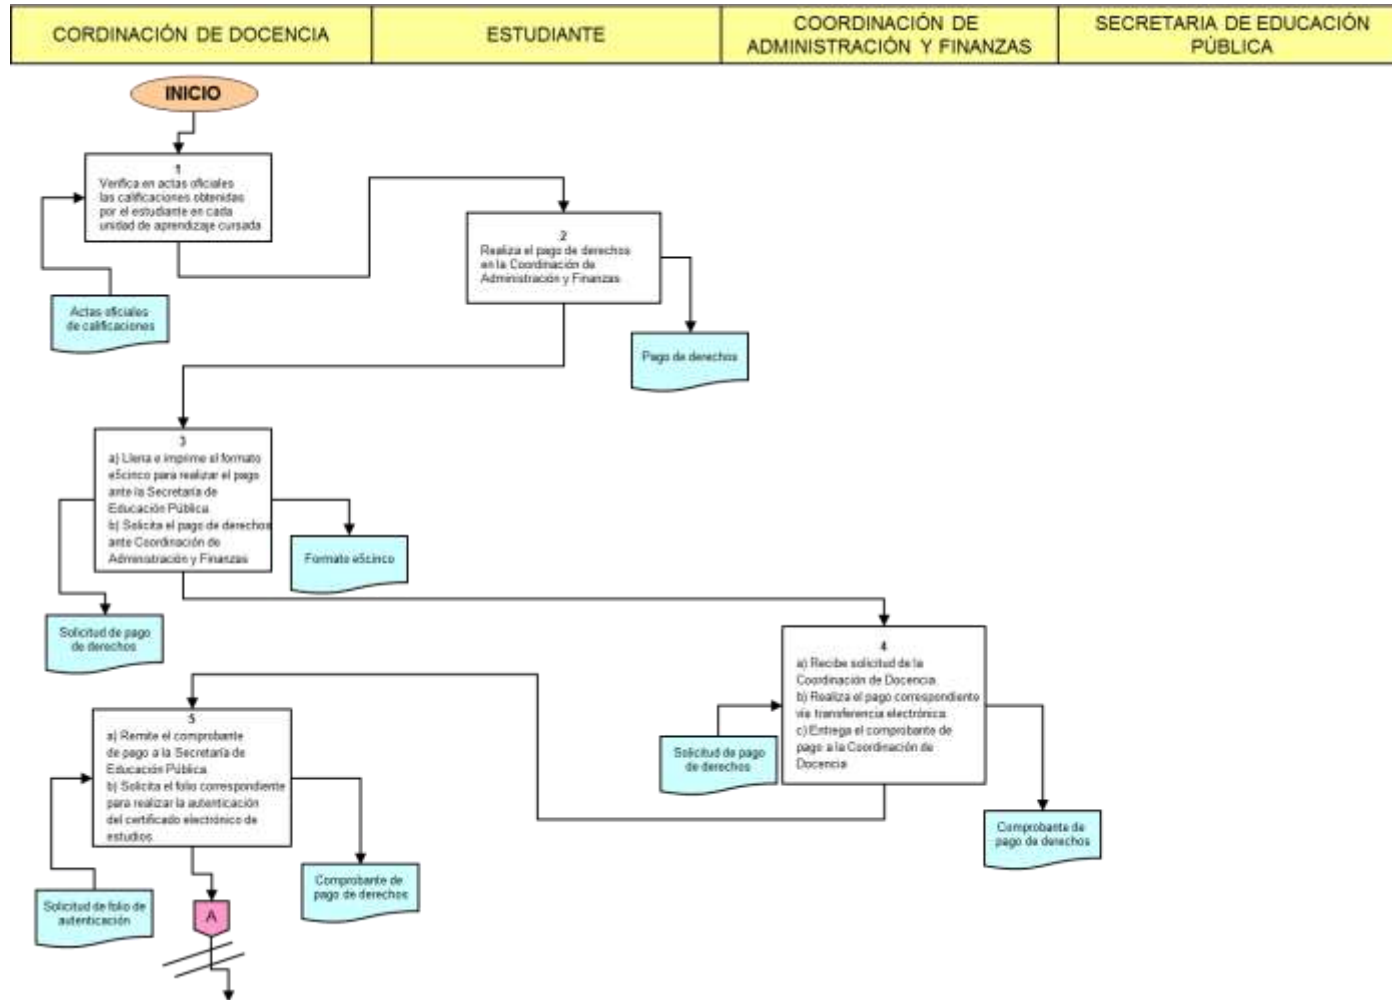 CORDINACIÓN DE DOCENCIA
ESTUDIANTE
COORDINACIÓN DE
ADMINISTRACIÓN Y FINANZAS
SECRETARIA DE EDUCACIÓN
PÚBLICA
INICIO
1
Verifica en actas oficiales
las calificaciones obtenidas
por el estudiante en cada
unidad de aprendizaje cursada
Actas oficiales
de calificaciones
2
Realiza el pago de derechos
en la Coordinación de
Administración y Finanzas
Pago de derechos
3
a) Llena e imprime el formato
e5cinco para realizar el pago
ante la Secretaría de
Educación Pública
b) Solicita el pago de derechos
ante Coordinación de
Administración y Finanzas
Formato e5cinco
Solicitud de pago
de derechos
4
a) Recibe solicitud de la
Coordinación de Docencia
b) Realiza el pago correspondiente
vía transferencia electrónica
c) Entrega el comprobante de
pago a la Coordinación de
Docencia
Solicitud de pago
de derechos
Comprobante de
pago de derechos
5
a) Remite el comprobante
de pago a la Secretaría de
Educación Pública
b) Solicita el folio correspondiente
para realizar la autenticación
del certificado electrónico de
estudios
Comprobante de
pago de derechos
Solicitud de folio de
autenticación
A